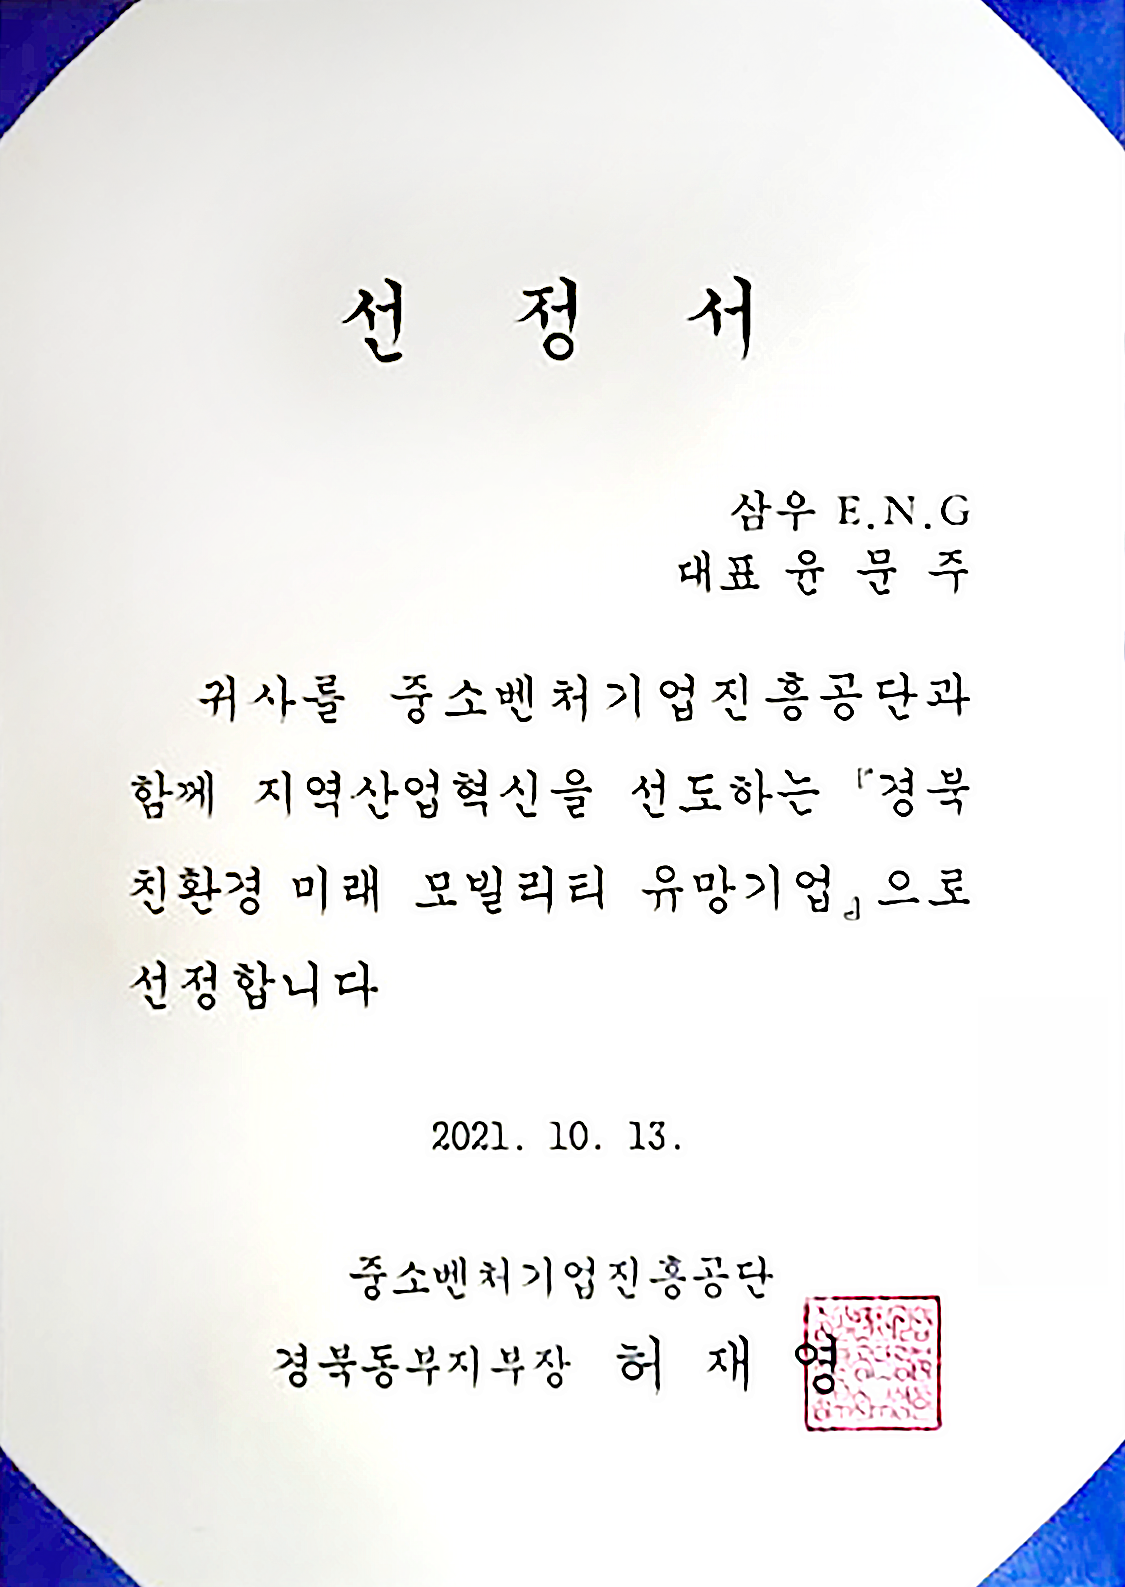 선 정 서
삼우 E.N.G
대표 윤 문 주
귀사를 중소벤처기업진흥공단과
함께 지역산업혁신을 선도하는 『경북
친환경 미래 모빌리티 유망기업』으로
선정합니다
2021. 10. 13.
중소벤처기업진흥공단
경북동부지부장 허 재 영